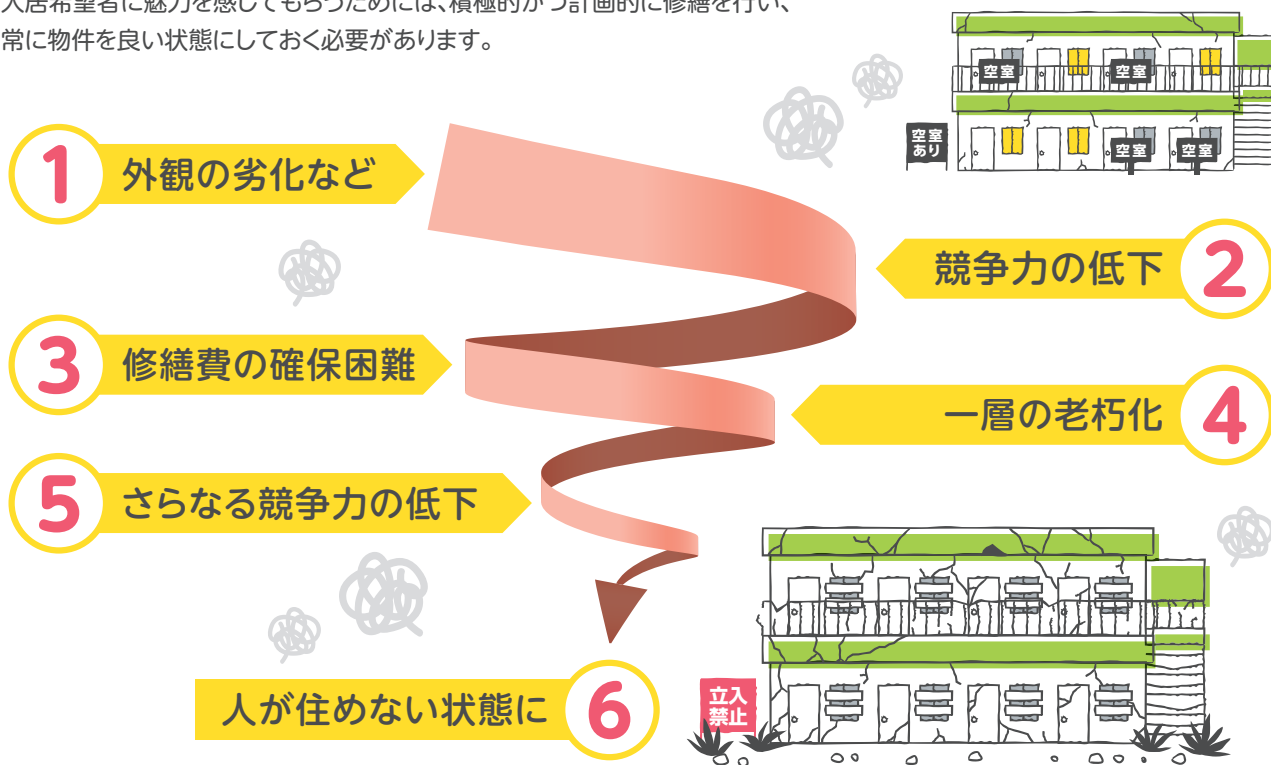 入居希望者に魅力を感じてもらうためには、積極的かつ計画的に修繕を行い、
常に物件を良い状態にしておく必要があります。
空室
空室
空室
あり
空室
空室
1 外観の劣化など
競争力の低下 2
3 修繕費の確保困難
一層の老朽化 4
5 さらなる競争力の低下
人が住めない状態に 6
立入
禁止